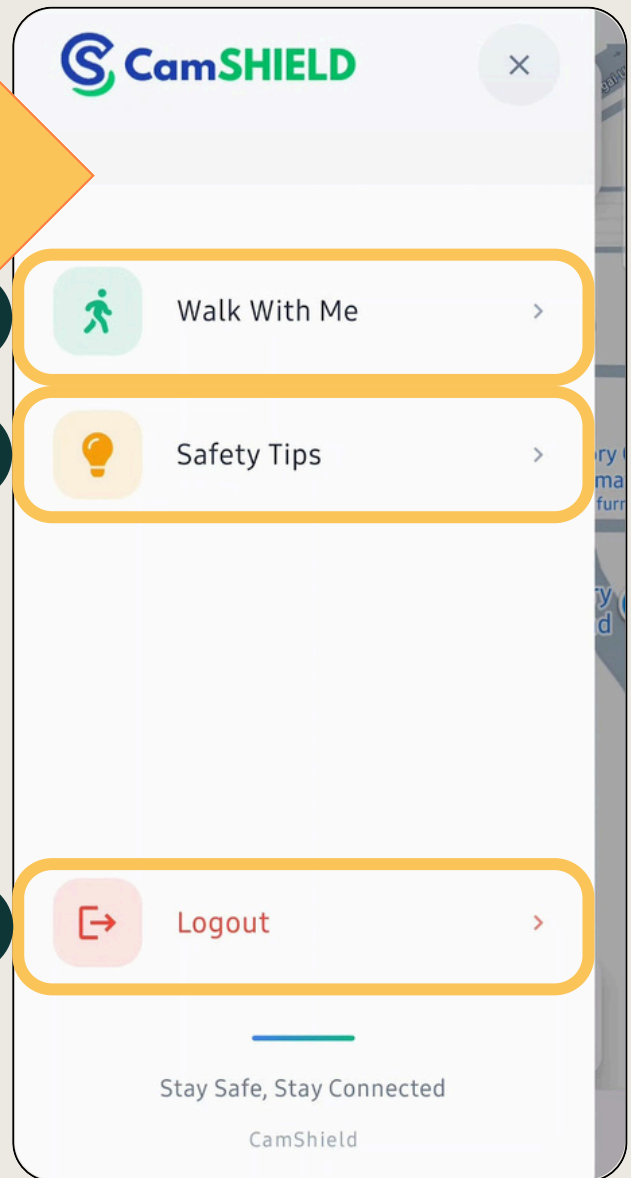 CamSHIELD
Walk With Me
Safety Tips
Logout
Stay Safe, Stay Connected
CamShield